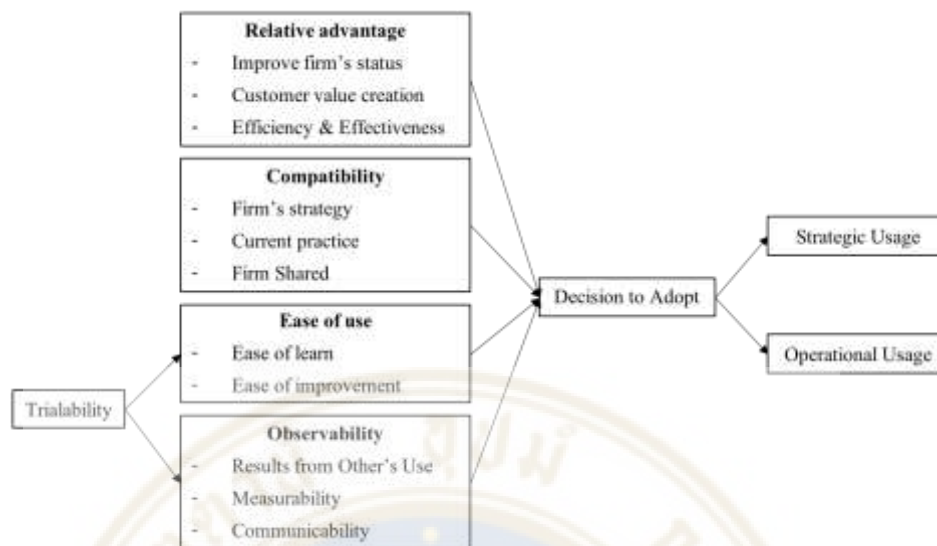 Relative advantage
- Improve firm's status
- Customer value creation
- Efficiency & Effectiveness
Compatibility
- Firm's strategy
- Current practice
- Firm Shared
Ease of use
- Ease of learn
- Ease of improvement
Observability
- Results from Other's Use
- Measurability
- Communicability
Trialability
Decision to Adopt
Strategic Usage
Operational Usage